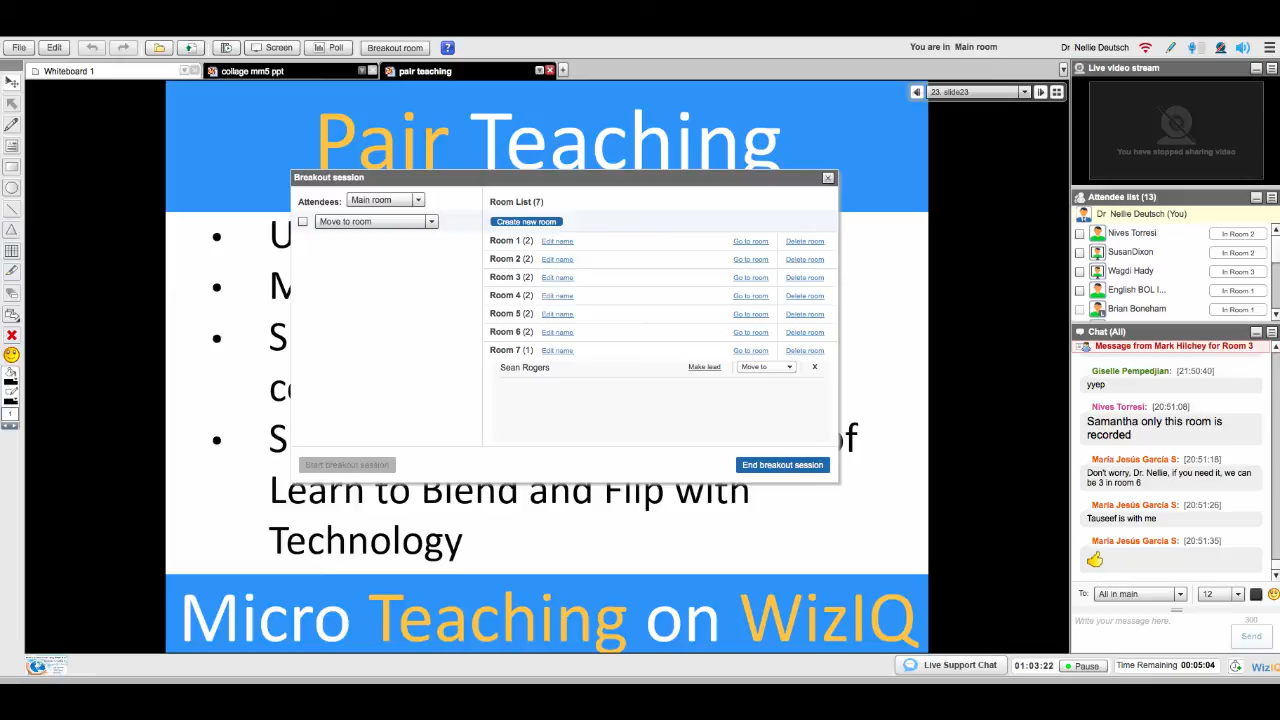 File Edit Screen Poll Breakout room ? You are in Main room Dr Nellie Deutsch
Whiteboard 1 collage mm5 ppt pair teaching
Live video stream
23. slide23
Pair Teaching
You have stopped sharing video
Breakout session
Attendees: Main room
Move to room
Room List (7)
Create new room
Room 1 (2) Edit name Go to room Delete room
Room 2 (2) Edit name Go to room Delete room
Room 3 (2) Edit name Go to room Delete room
Room 4 (2) Edit name Go to room Delete room
Room 5 (2) Edit name Go to room Delete room
Room 6 (2) Edit name Go to room Delete room
Room 7 (1) Edit name Go to room Delete room
Sean Rogers Make lead Move to X
Start breakout session End breakout session
• U
• M
• S
• S of
Learn to Blend and Flip with
Technology
Micro Teaching on WizIQ
Attendee list (13)
Dr Nellie Deutsch (You)
Nives Torresi In Room 2
SusanDixon In Room 2
Wagdi Hady In Room 3
English BOL I... In Room 1
Brian Boneham In Room 1
Chat (All)
Message from Mark Hilchey for Room 3
Giselle Pempedjian: [21:50:40]
yyep
Nives Torresi: [20:51:08]
Samantha only this room is
recorded
María Jesús García S: [20:51:18]
Don't worry, Dr. Nellie, if you need it, we can
be 3 in room 6
María Jesús García S: [20:51:26]
Tauseef is with me
María Jesús García S: [20:51:35]
To: All in main 12
Write your message here. 300
Send
1
Live Support Chat 01:03:22 Pause Time Remaining 00:05:04 WizIQ